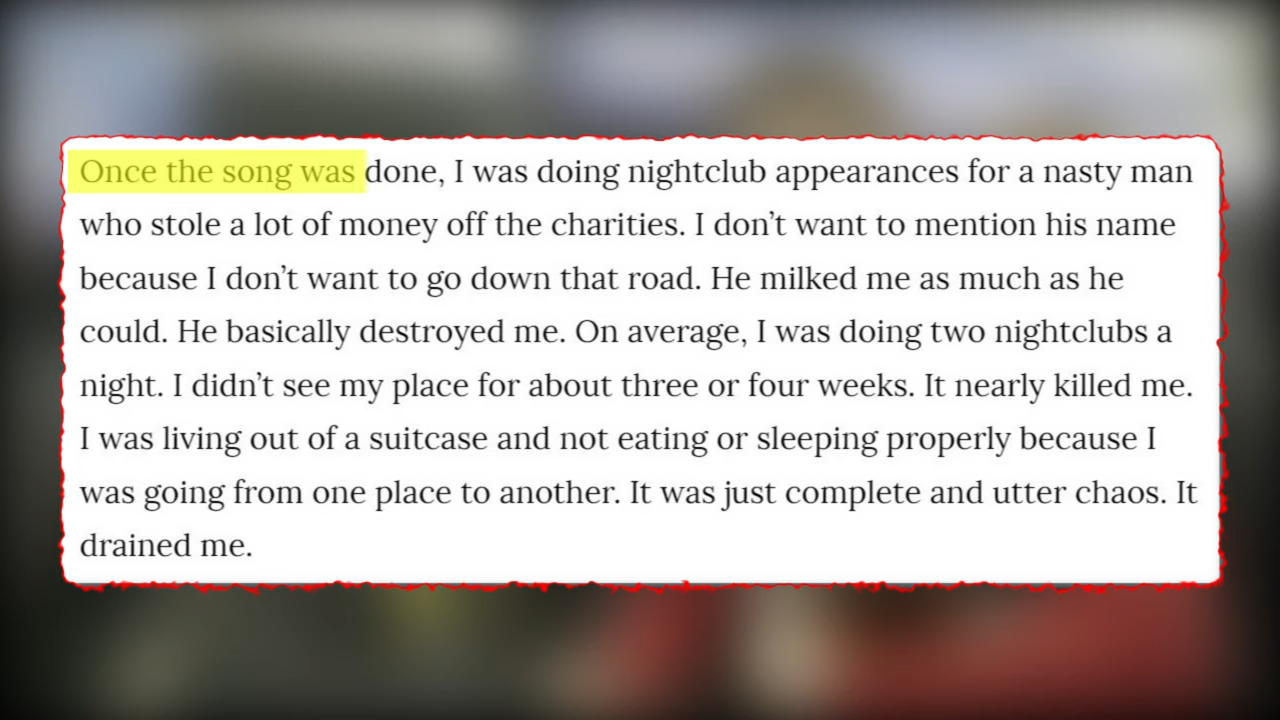 Once the song was done, I was doing nightclub appearances for a nasty man
who stole a lot of money off the charities. I don’t want to mention his name
because I don’t want to go down that road. He milked me as much as he
could. He basically destroyed me. On average, I was doing two nightclubs a
night. I didn’t see my place for about three or four weeks. It nearly killed me.
I was living out of a suitcase and not eating or sleeping properly because I
was going from one place to another. It was just complete and utter chaos. It
drained me.